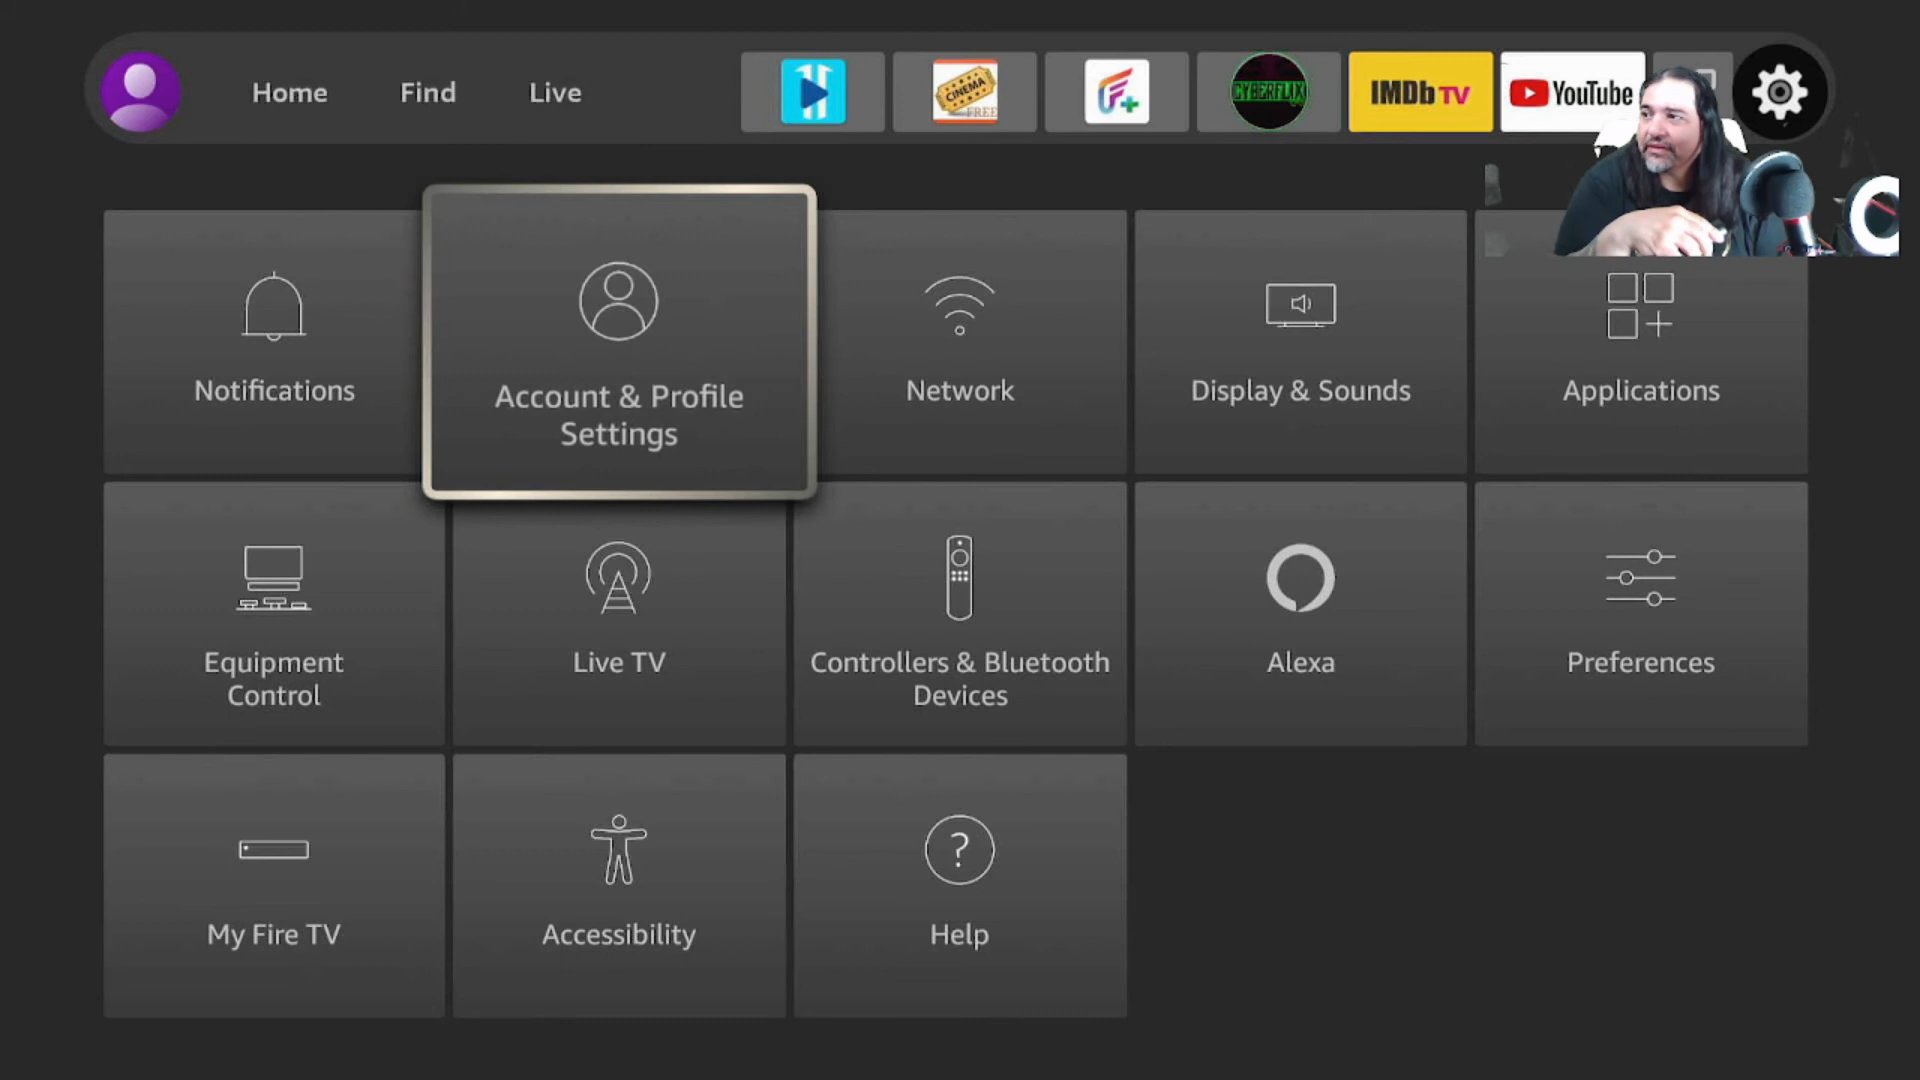 Home
Find
Live
CINEMA
FREE
CYBERFLIX
IMDb TV
YouTube
Notifications
Account & Profile
Settings
Network
Display & Sounds
Applications
Equipment
Control
Live TV
Controllers & Bluetooth
Devices
Alexa
Preferences
My Fire TV
Accessibility
Help